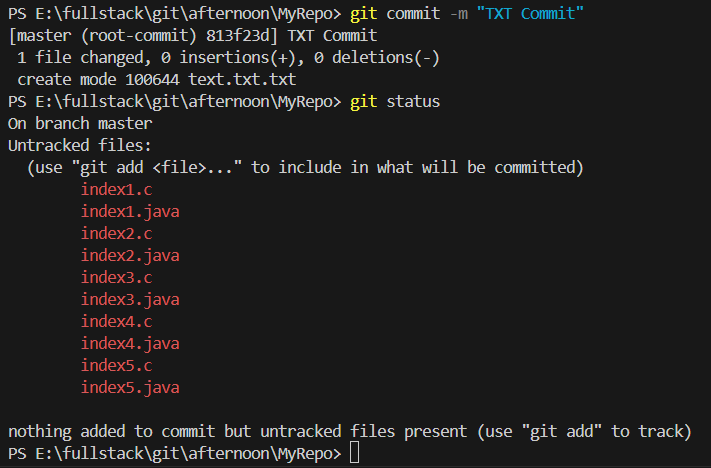 PS E:\fullstack\git\afternoon\MyRepo> git commit -m "TXT Commit"
[master (root-commit) 813f23d] TXT Commit
 1 file changed, 0 insertions(+), 0 deletions(-)
 create mode 100644 text.txt.txt
PS E:\fullstack\git\afternoon\MyRepo> git status
On branch master
Untracked files:
  (use "git add <file>..." to include in what will be committed)
        index1.c
        index1.java
        index2.c
        index2.java
        index3.c
        index3.java
        index4.c
        index4.java
        index5.c
        index5.java

nothing added to commit but untracked files present (use "git add" to track)
PS E:\fullstack\git\afternoon\MyRepo>